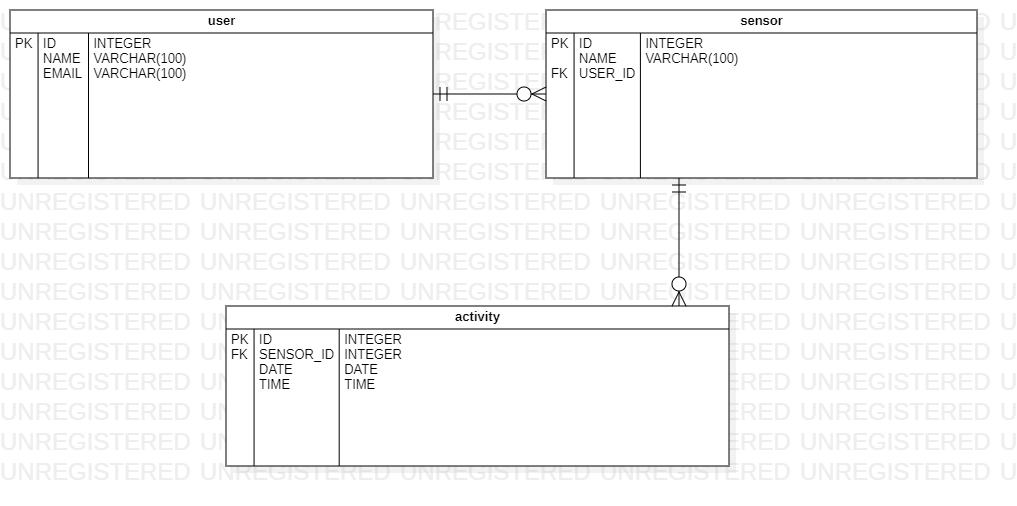 user
PK ID INTEGER
NAME VARCHAR(100)
EMAIL VARCHAR(100)
sensor
PK ID INTEGER
NAME VARCHAR(100)
FK USER_ID
activity
PK ID INTEGER
FK SENSOR_ID INTEGER
DATE DATE
TIME TIME
UNREGISTERED UNREGISTERED UNREGISTERED UNREGISTERED UNREGISTERED